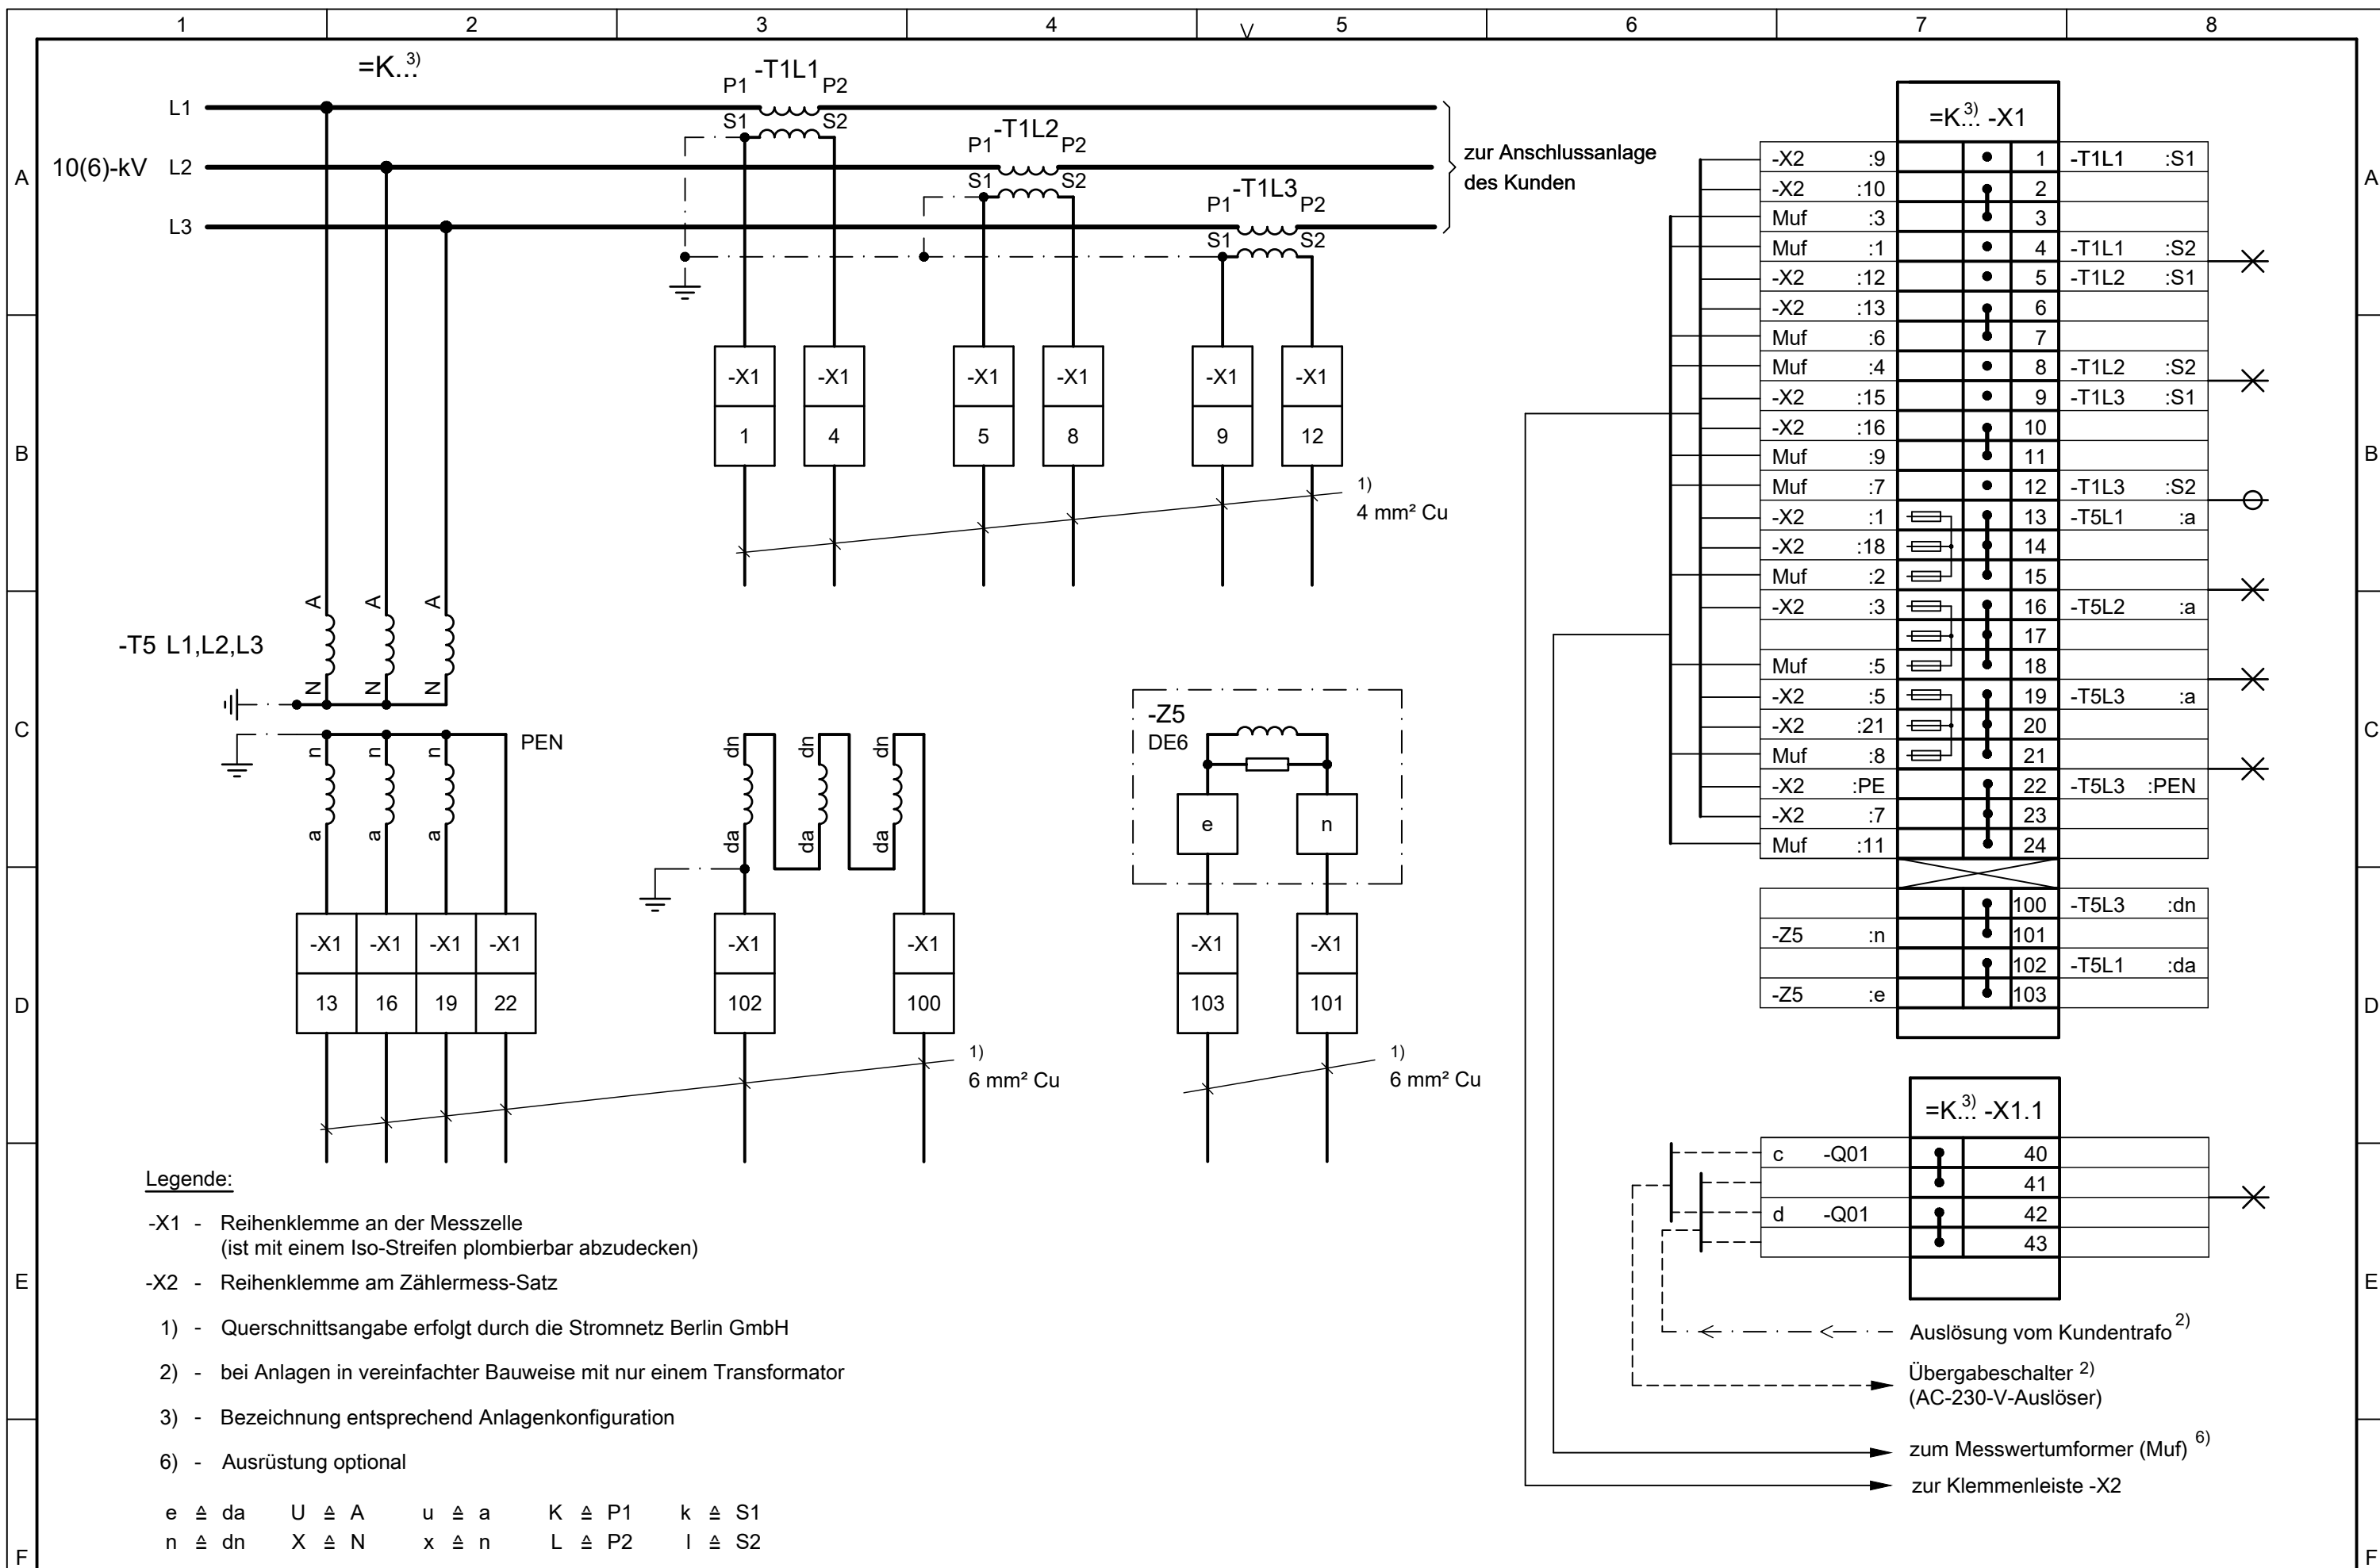 1 2 3 4 5 6 7 8
=K...3)
-T1L1
P1 P2
L1
S1 S2
-T1L2
P1 P2
10(6)-kV L2
S1 S2
-T1L3
P1 P2
L3
S1 S2
zur Anschlussanlage
des Kunden
A A
-X1 -X1 -X1 -X1 -X1 -X1
1 4 5 8 9 12
B B
1)
4 mm² Cu
A A A
-T5 L1,L2,L3
N N N
C C
PEN
n n n
a a a
dn dn dn
da da da
-Z5
DE6
e n
-X1 -X1 -X1 -X1 -X1 -X1 -X1 -X1
13 16 19 22 102 100 103 101
D D
1)
6 mm² Cu
1)
6 mm² Cu
=K...3) -X1
-X2 :9 1 -T1L1 :S1
-X2 :10 2
Muf :3 3
Muf :1 4 -T1L1 :S2
-X2 :12 5 -T1L2 :S1
-X2 :13 6
Muf :6 7
Muf :4 8 -T1L2 :S2
-X2 :15 9 -T1L3 :S1
-X2 :16 10
Muf :9 11
Muf :7 12 -T1L3 :S2
-X2 :1 13 -T5L1 :a
-X2 :18 14
Muf :2 15
-X2 :3 16 -T5L2 :a
17
Muf :5 18
-X2 :5 19 -T5L3 :a
-X2 :21 20
Muf :8 21
-X2 :PE 22 -T5L3 :PEN
-X2 :7 23
Muf :11 24
100 -T5L3 :dn
-Z5 :n 101
102 -T5L1 :da
-Z5 :e 103
=K...3) -X1.1
c -Q01 40
41
d -Q01 42
43
Auslösung vom Kundentrafo 2)
Übergabeschalter 2)
(AC-230-V-Auslöser)
zum Messwertumformer (Muf) 6)
zur Klemmenleiste -X2
Legende:
-X1 - Reihenklemme an der Messzelle
(ist mit einem Iso-Streifen plombierbar abzudecken)
-X2 - Reihenklemme am Zählermess-Satz
E E
1) - Querschnittsangabe erfolgt durch die Stromnetz Berlin GmbH
2) - bei Anlagen in vereinfachter Bauweise mit nur einem Transformator
3) - Bezeichnung entsprechend Anlagenkonfiguration
6) - Ausrüstung optional
e ≙ da U ≙ A u ≙ a K ≙ P1 k ≙ S1
n ≙ dn X ≙ N x ≙ n L ≙ P2 l ≙ S2
F F